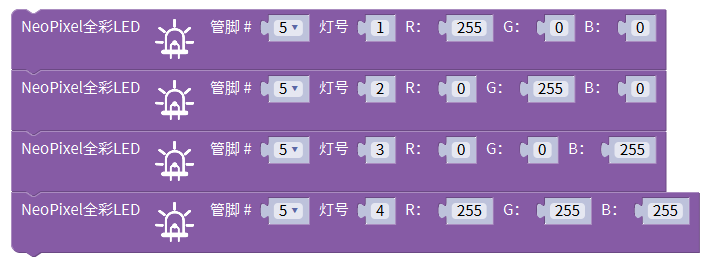 NeoPixel全彩LED 管脚 # 5 灯号 1 R： 255 G： 0 B： 0
NeoPixel全彩LED 管脚 # 5 灯号 2 R： 0 G： 255 B： 0
NeoPixel全彩LED 管脚 # 5 灯号 3 R： 0 G： 0 B： 255
NeoPixel全彩LED 管脚 # 5 灯号 4 R： 255 G： 255 B： 255